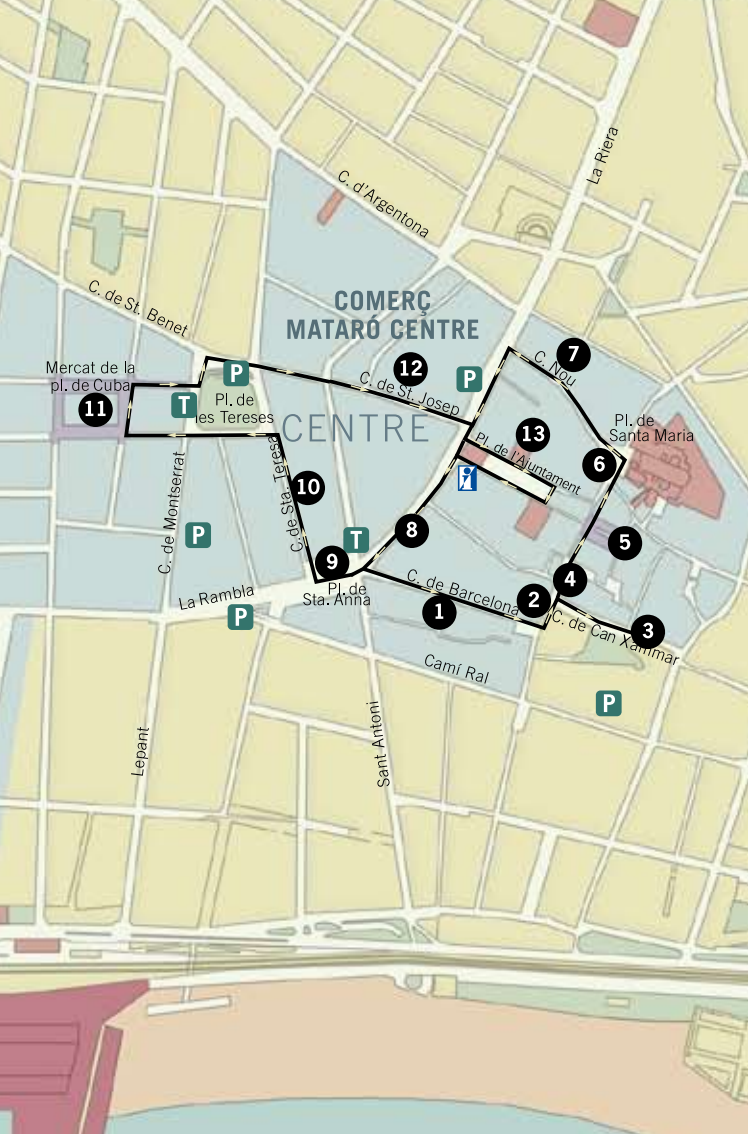 La Riera
C. d'Argentona
C. de St. Benet
COMERÇ
MATARÓ CENTRE
7
C. Nou
12
P
P
Mercat de la
pl. de Cuba
11
T
Pl. de
les Tereses
C. de St. Josep
CENTRE
13
Pl. de l'Ajuntament
Pl. de
Santa Maria
6
i
C. de Sta. Teresa
10
C. de Montserrat
P
8
T
5
9
Pl. de
Sta. Anna
La Rambla
P
C. de Barcelona
1
2
4
3
C. de Can Xammar
Camí Ral
P
Lepant
Sant Antoni